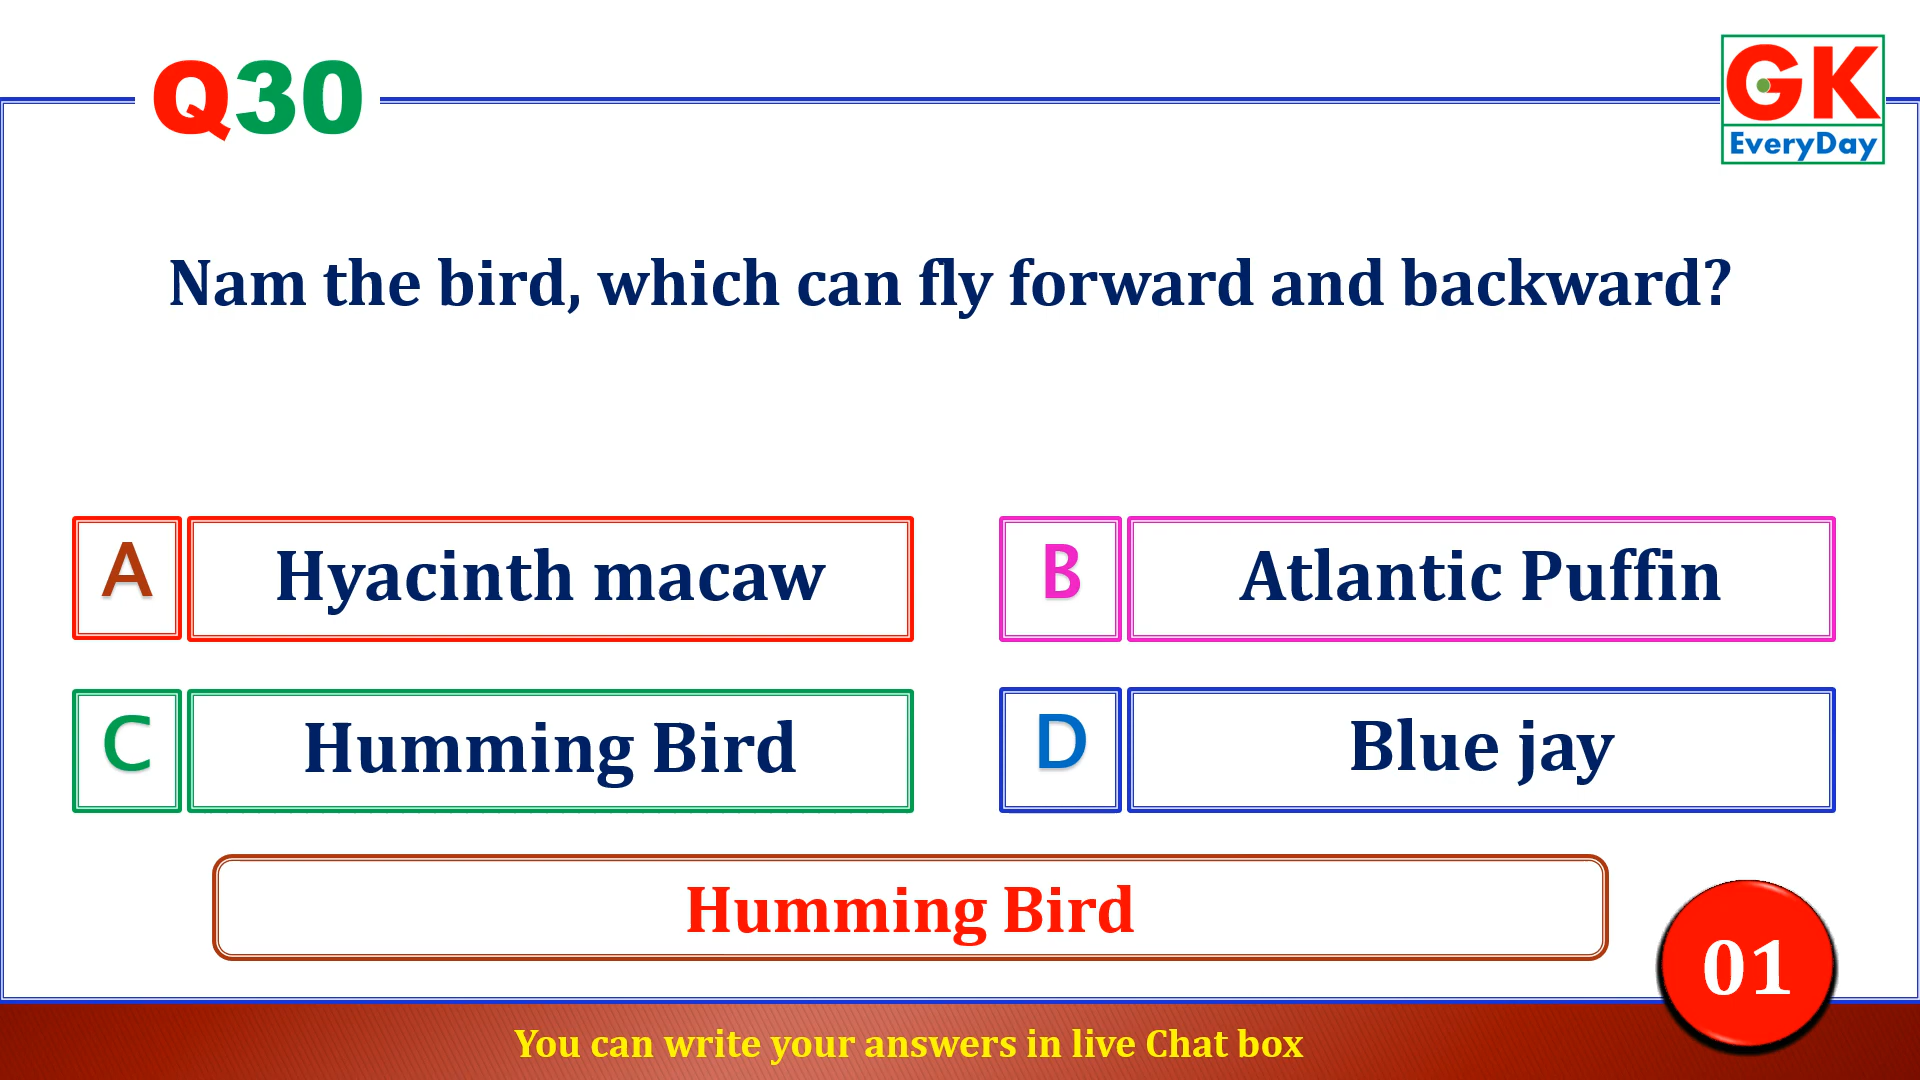 Q30
GK
EveryDay
Nam the bird, which can fly forward and backward?
A Hyacinth macaw
B Atlantic Puffin
C Humming Bird
D Blue jay
Humming Bird
01
You can write your answers in live Chat box